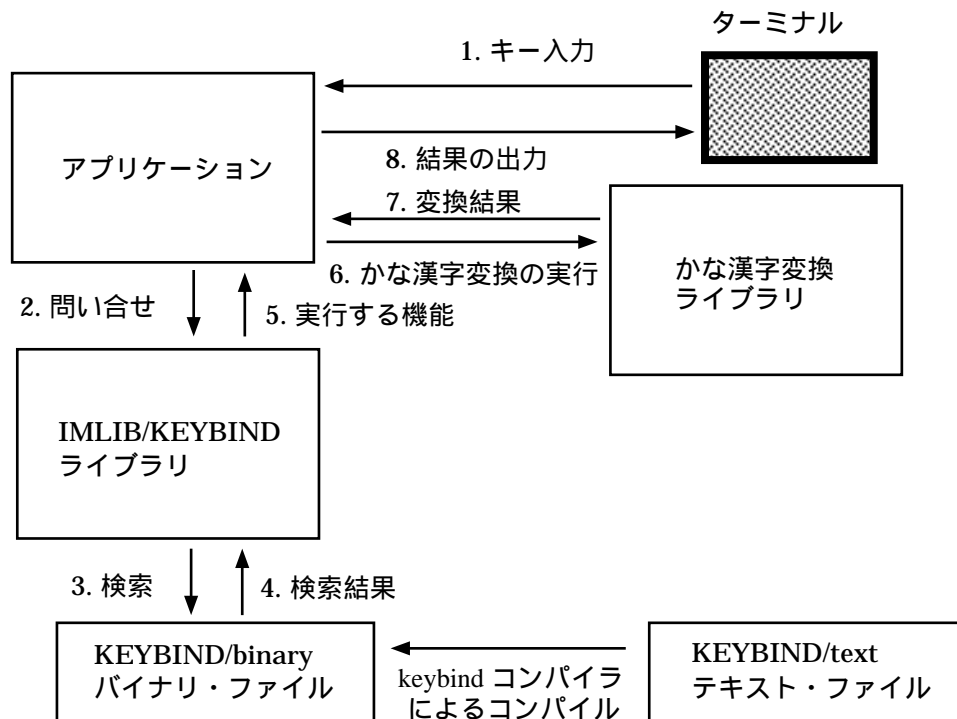 ターミナル
1. キー入力
アプリケーション
8. 結果の出力
7. 変換結果
6. かな漢字変換の実行
かな漢字変換
ライブラリ
2. 問い合せ
5. 実行する機能
IMLIB/KEYBIND
ライブラリ
3. 検索
4. 検索結果
KEYBIND/binary
バイナリ・ファイル
keybind コンパイラ
によるコンパイル
KEYBIND/text
テキスト・ファイル